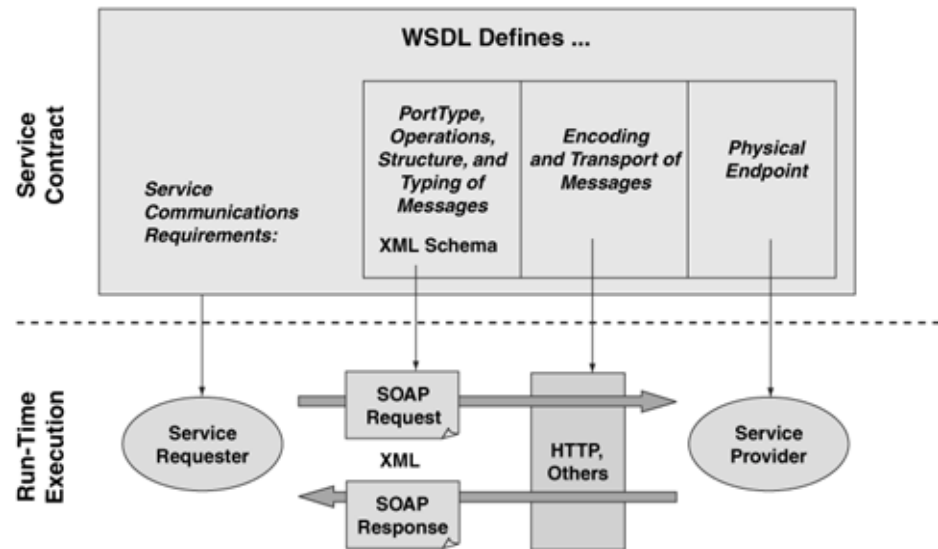 WSDL Defines ...
Service
Contract
Service
Communications
Requirements:
PortType,
Operations,
Structure, and
Typing of
Messages
XML Schema
Encoding
and Transport of
Messages
Physical
Endpoint
Run-Time
Execution
Service
Requester
SOAP
Request
XML
SOAP
Response
HTTP,
Others
Service
Provider